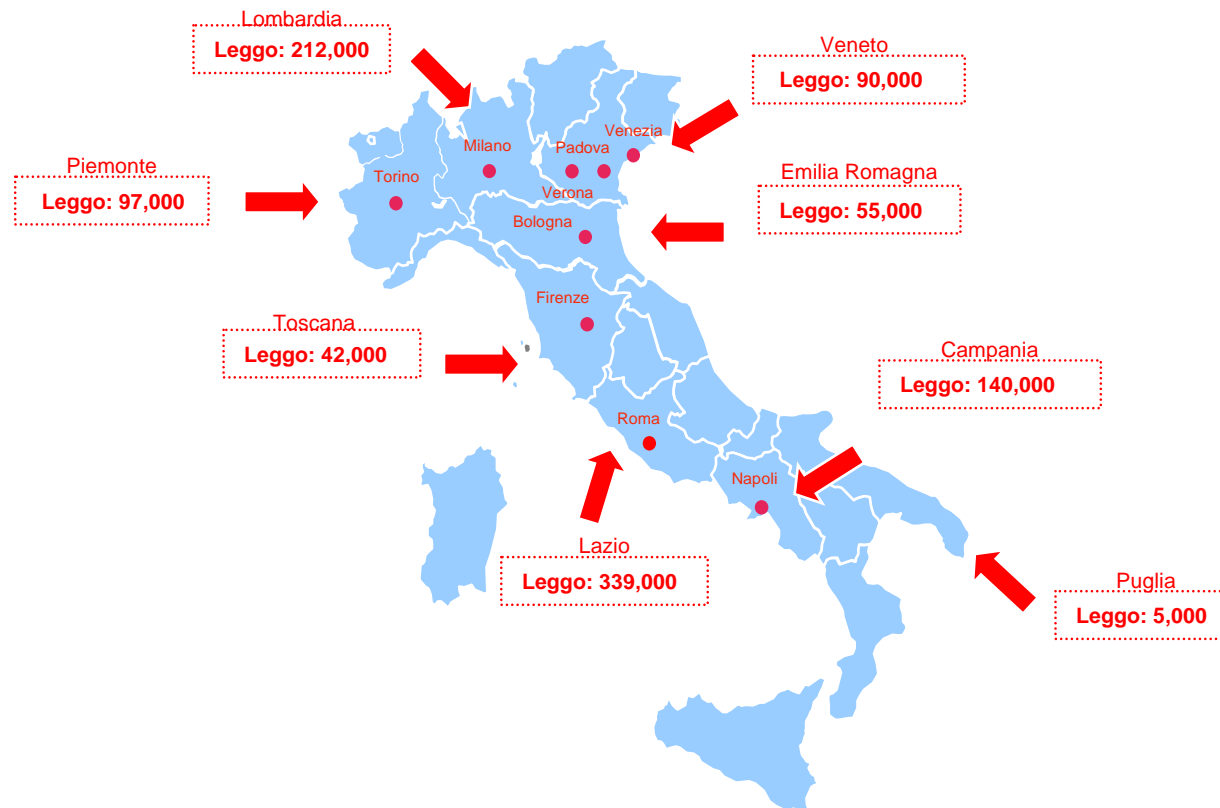 Lombardia
Leggo: 212,000
Veneto
Leggo: 90,000
Piemonte
Leggo: 97,000
Emilia Romagna
Leggo: 55,000
Milano
Padova
Venezia
Torino
Verona
Bologna
Firenze
Toscana
Leggo: 42,000
Campania
Leggo: 140,000
Roma
Napoli
Lazio
Leggo: 339,000
Puglia
Leggo: 5,000